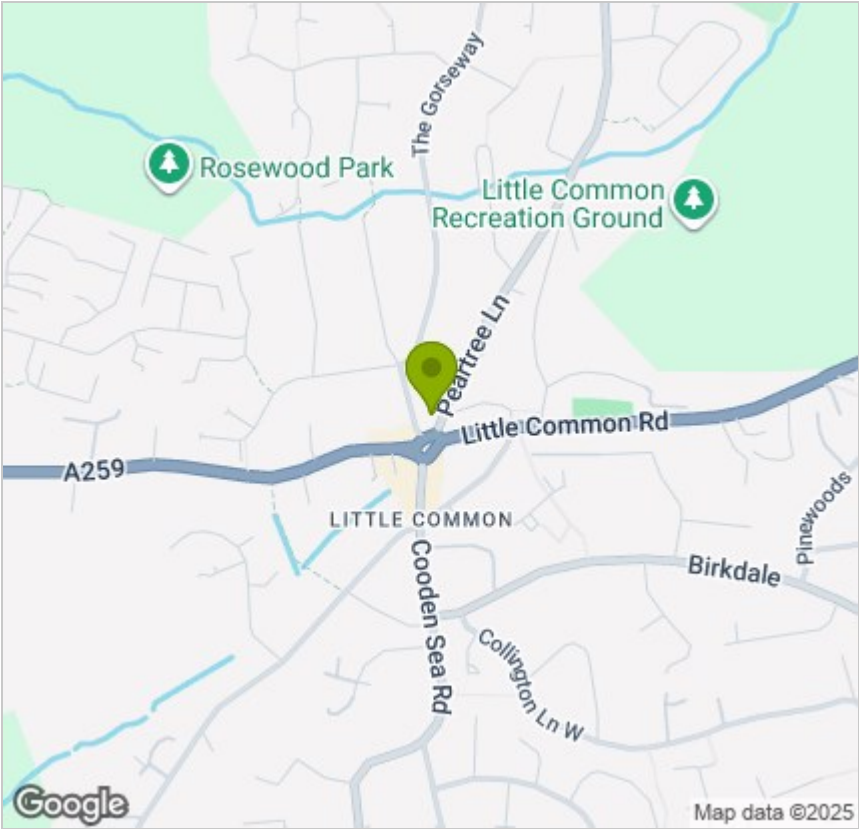 The Gorseway
Rosewood Park
Little Common
Recreation Ground
Peartree Ln
Little Common Rd
A259
LITTLE COMMON
Pinewoods
Birkdale
Cooden Sea Rd
Collington Ln W
Google
Map data ©2025